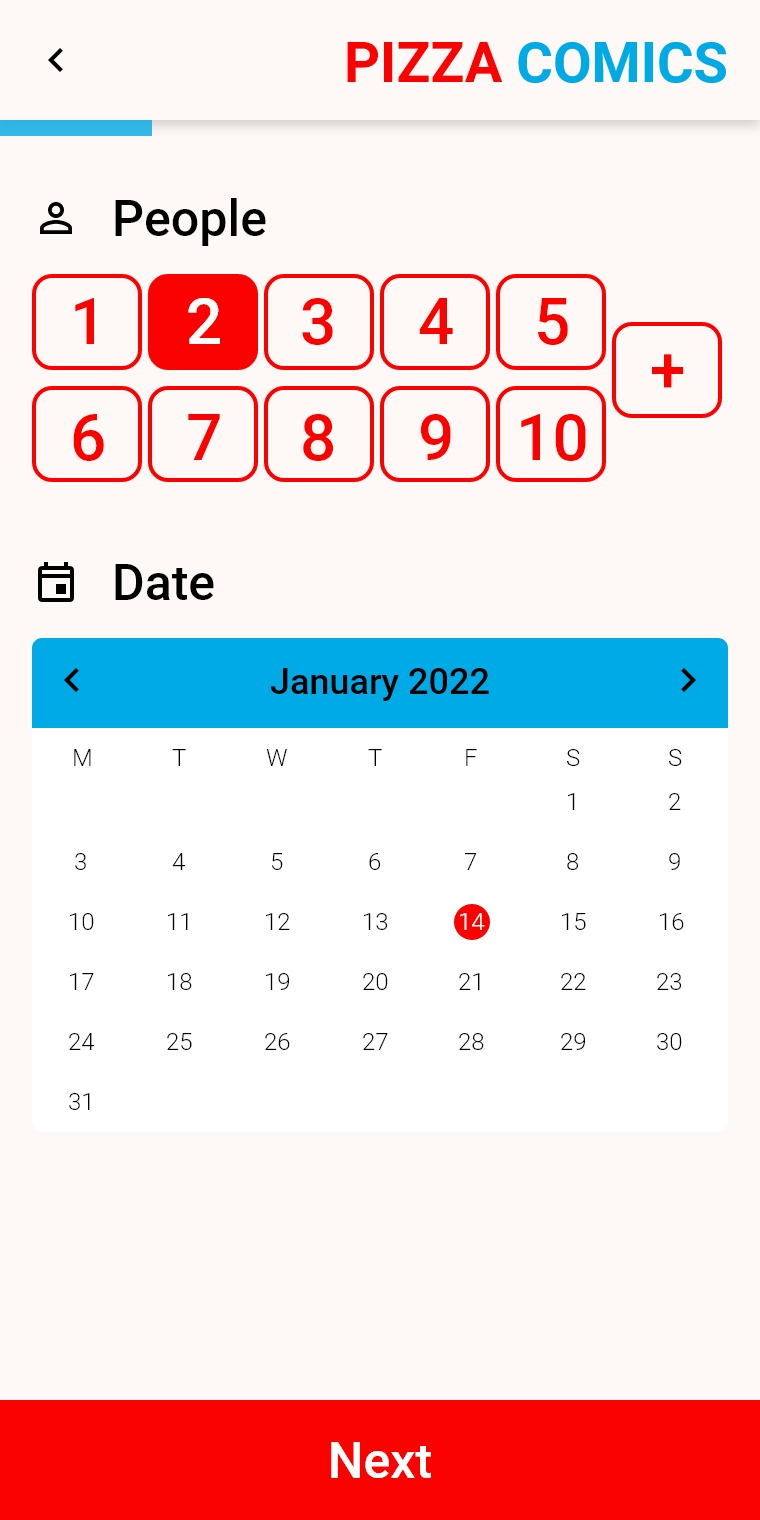 PIZZA COMICS
People
1 2 3 4 5
+
6 7 8 9 10
Date
January 2022
M T W T F S S
1 2
3 4 5 6 7 8 9
10 11 12 13 14 15 16
17 18 19 20 21 22 23
24 25 26 27 28 29 30
31
Next